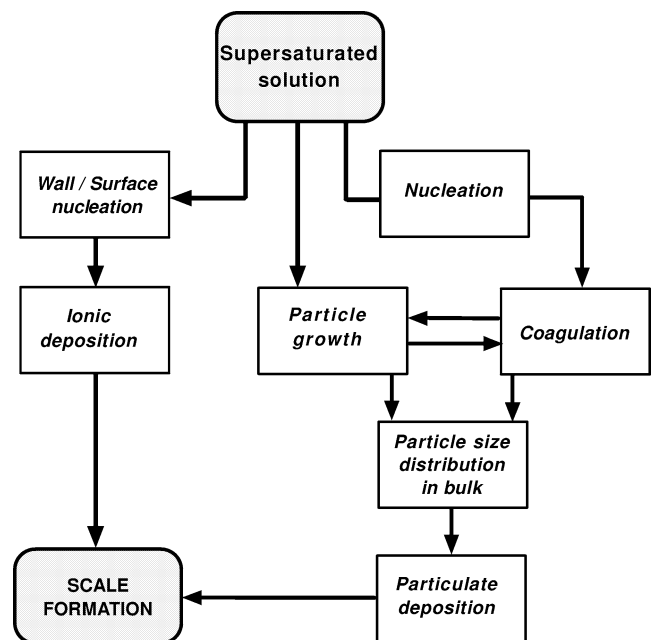 Supersaturated
solution
Wall / Surface
nucleation
Nucleation
Ionic
deposition
Particle
growth
Coagulation
Particle size
distribution
in bulk
SCALE
FORMATION
Particulate
deposition